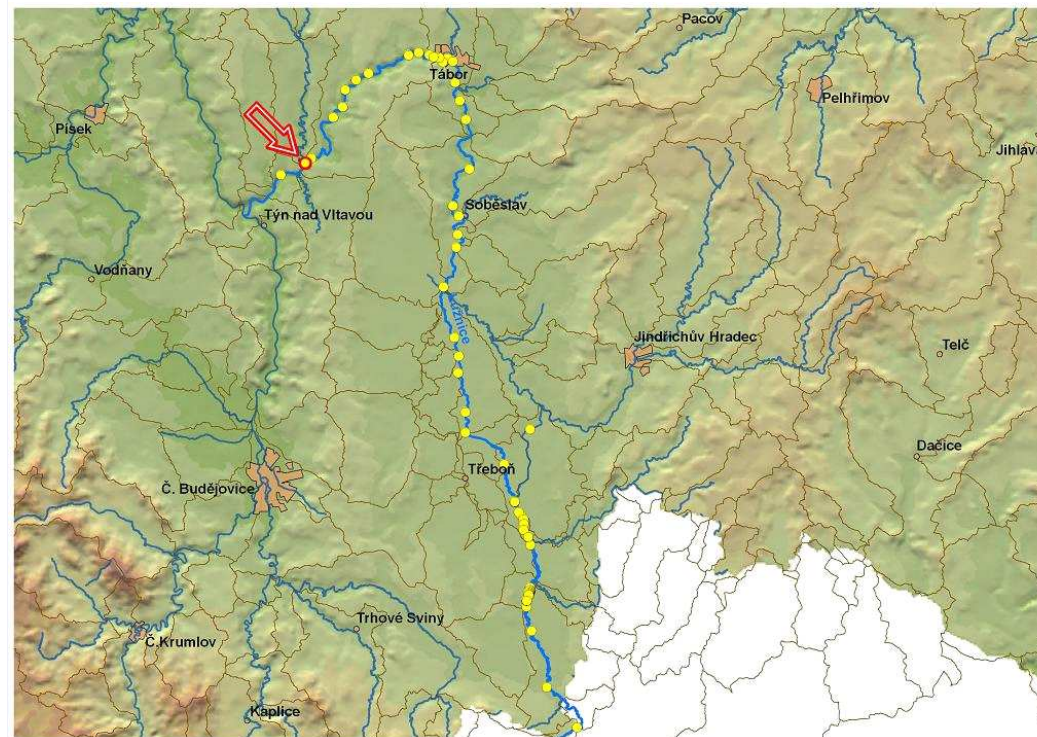 Pacov
Tábor
Pelhřimov
Písek
Jihlava
Soběslav
Týn nad Vltavou
Vodňany
Jindřichův Hradec
Telč
Dačice
Třeboň
Č. Budějovice
Trhové Sviny
Č.Krumlov
Kaplice